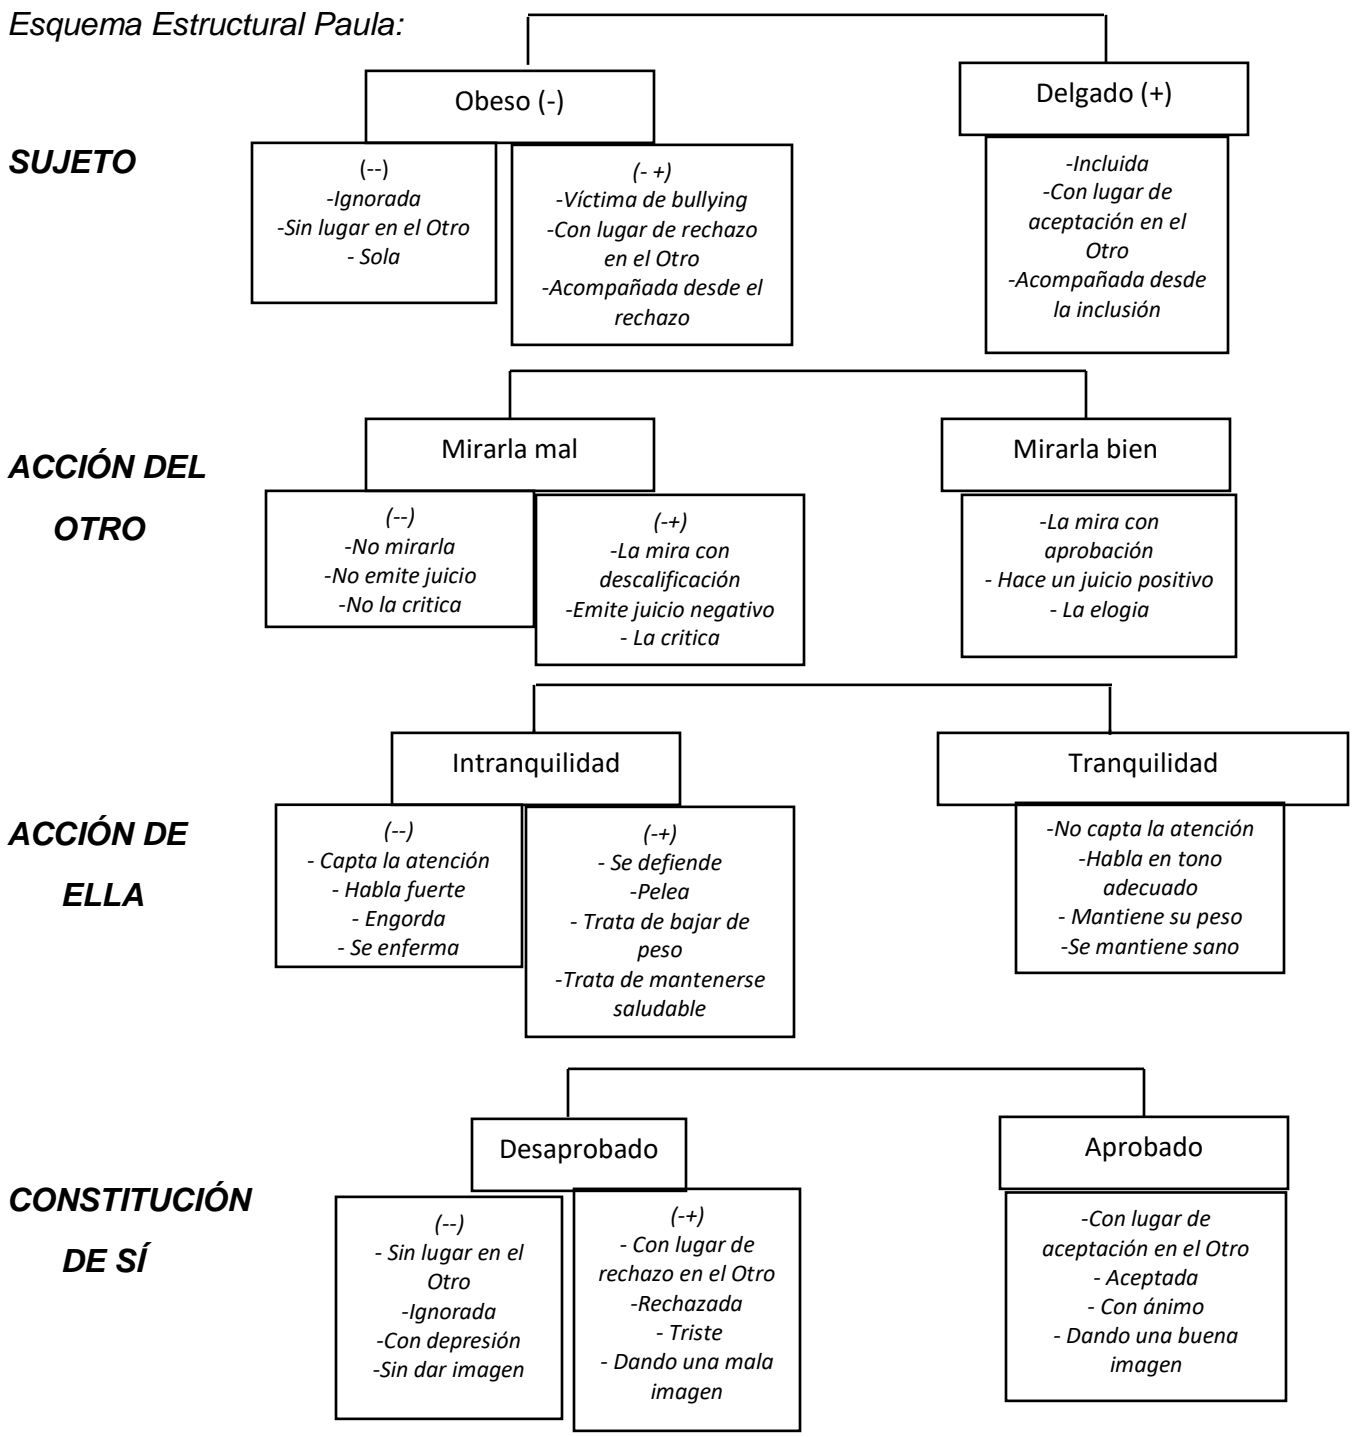 Esquema Estructural Paula:
Obeso (-)
Delgado (+)
SUJETO
(--)
-Ignorada
-Sin lugar en el Otro
- Sola
(- +)
-Víctima de bullying
-Con lugar de rechazo
en el Otro
-Acompañada desde el
rechazo
-Incluida
-Con lugar de
aceptación en el
Otro
-Acompañada desde
la inclusión
ACCIÓN DEL
OTRO
Mirarla mal
Mirarla bien
(--)
-No mirarla
-No emite juicio
-No la critica
(-+)
-La mira con
descalificación
-Emite juicio negativo
- La critica
-La mira con
aprobación
- Hace un juicio positivo
- La elogia
ACCIÓN DE
ELLA
Intranquilidad
Tranquilidad
(--)
- Capta la atención
- Habla fuerte
- Engorda
- Se enferma
(-+)
- Se defiende
-Pelea
- Trata de bajar de
peso
-Trata de mantenerse
saludable
-No capta la atención
-Habla en tono
adecuado
- Mantiene su peso
-Se mantiene sano
CONSTITUCIÓN
DE SÍ
Desaprobado
Aprobado
(--)
- Sin lugar en el
Otro
-Ignorada
-Con depresión
-Sin dar imagen
(-+)
- Con lugar de
rechazo en el Otro
-Rechazada
- Triste
- Dando una mala
imagen
-Con lugar de
aceptación en el Otro
- Aceptada
- Con ánimo
- Dando una buena
imagen